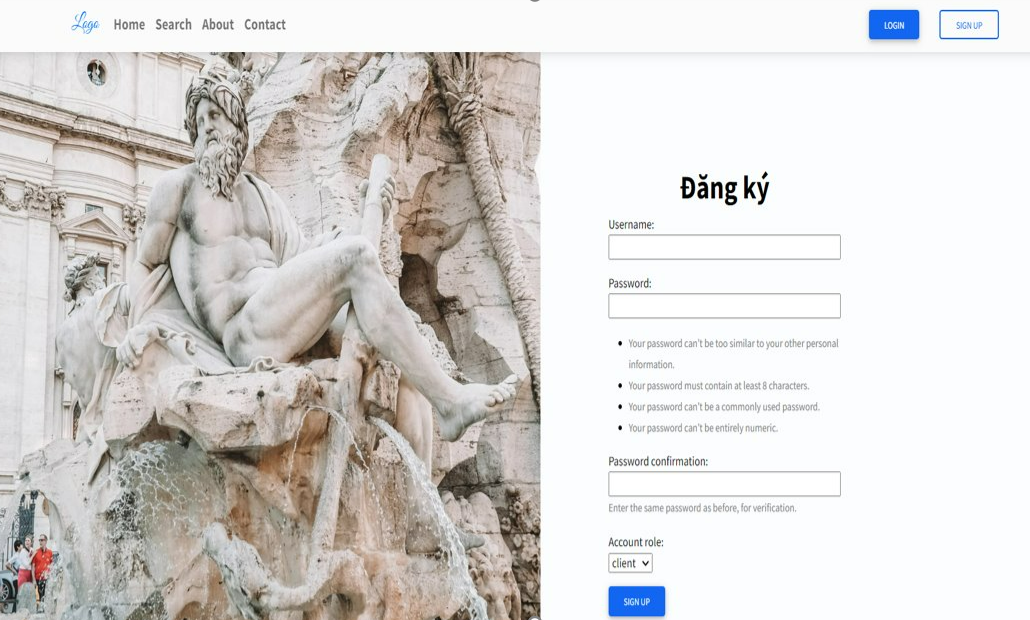 Logo Home Search About Contact LOGIN SIGN UP
Đăng ký
Username:
Password:
Your password can't be too similar to your other personal
information.
Your password must contain at least 8 characters.
Your password can't be a commonly used password.
Your password can't be entirely numeric.
Password confirmation:
Enter the same password as before, for verification.
Account role:
client
SIGN UP